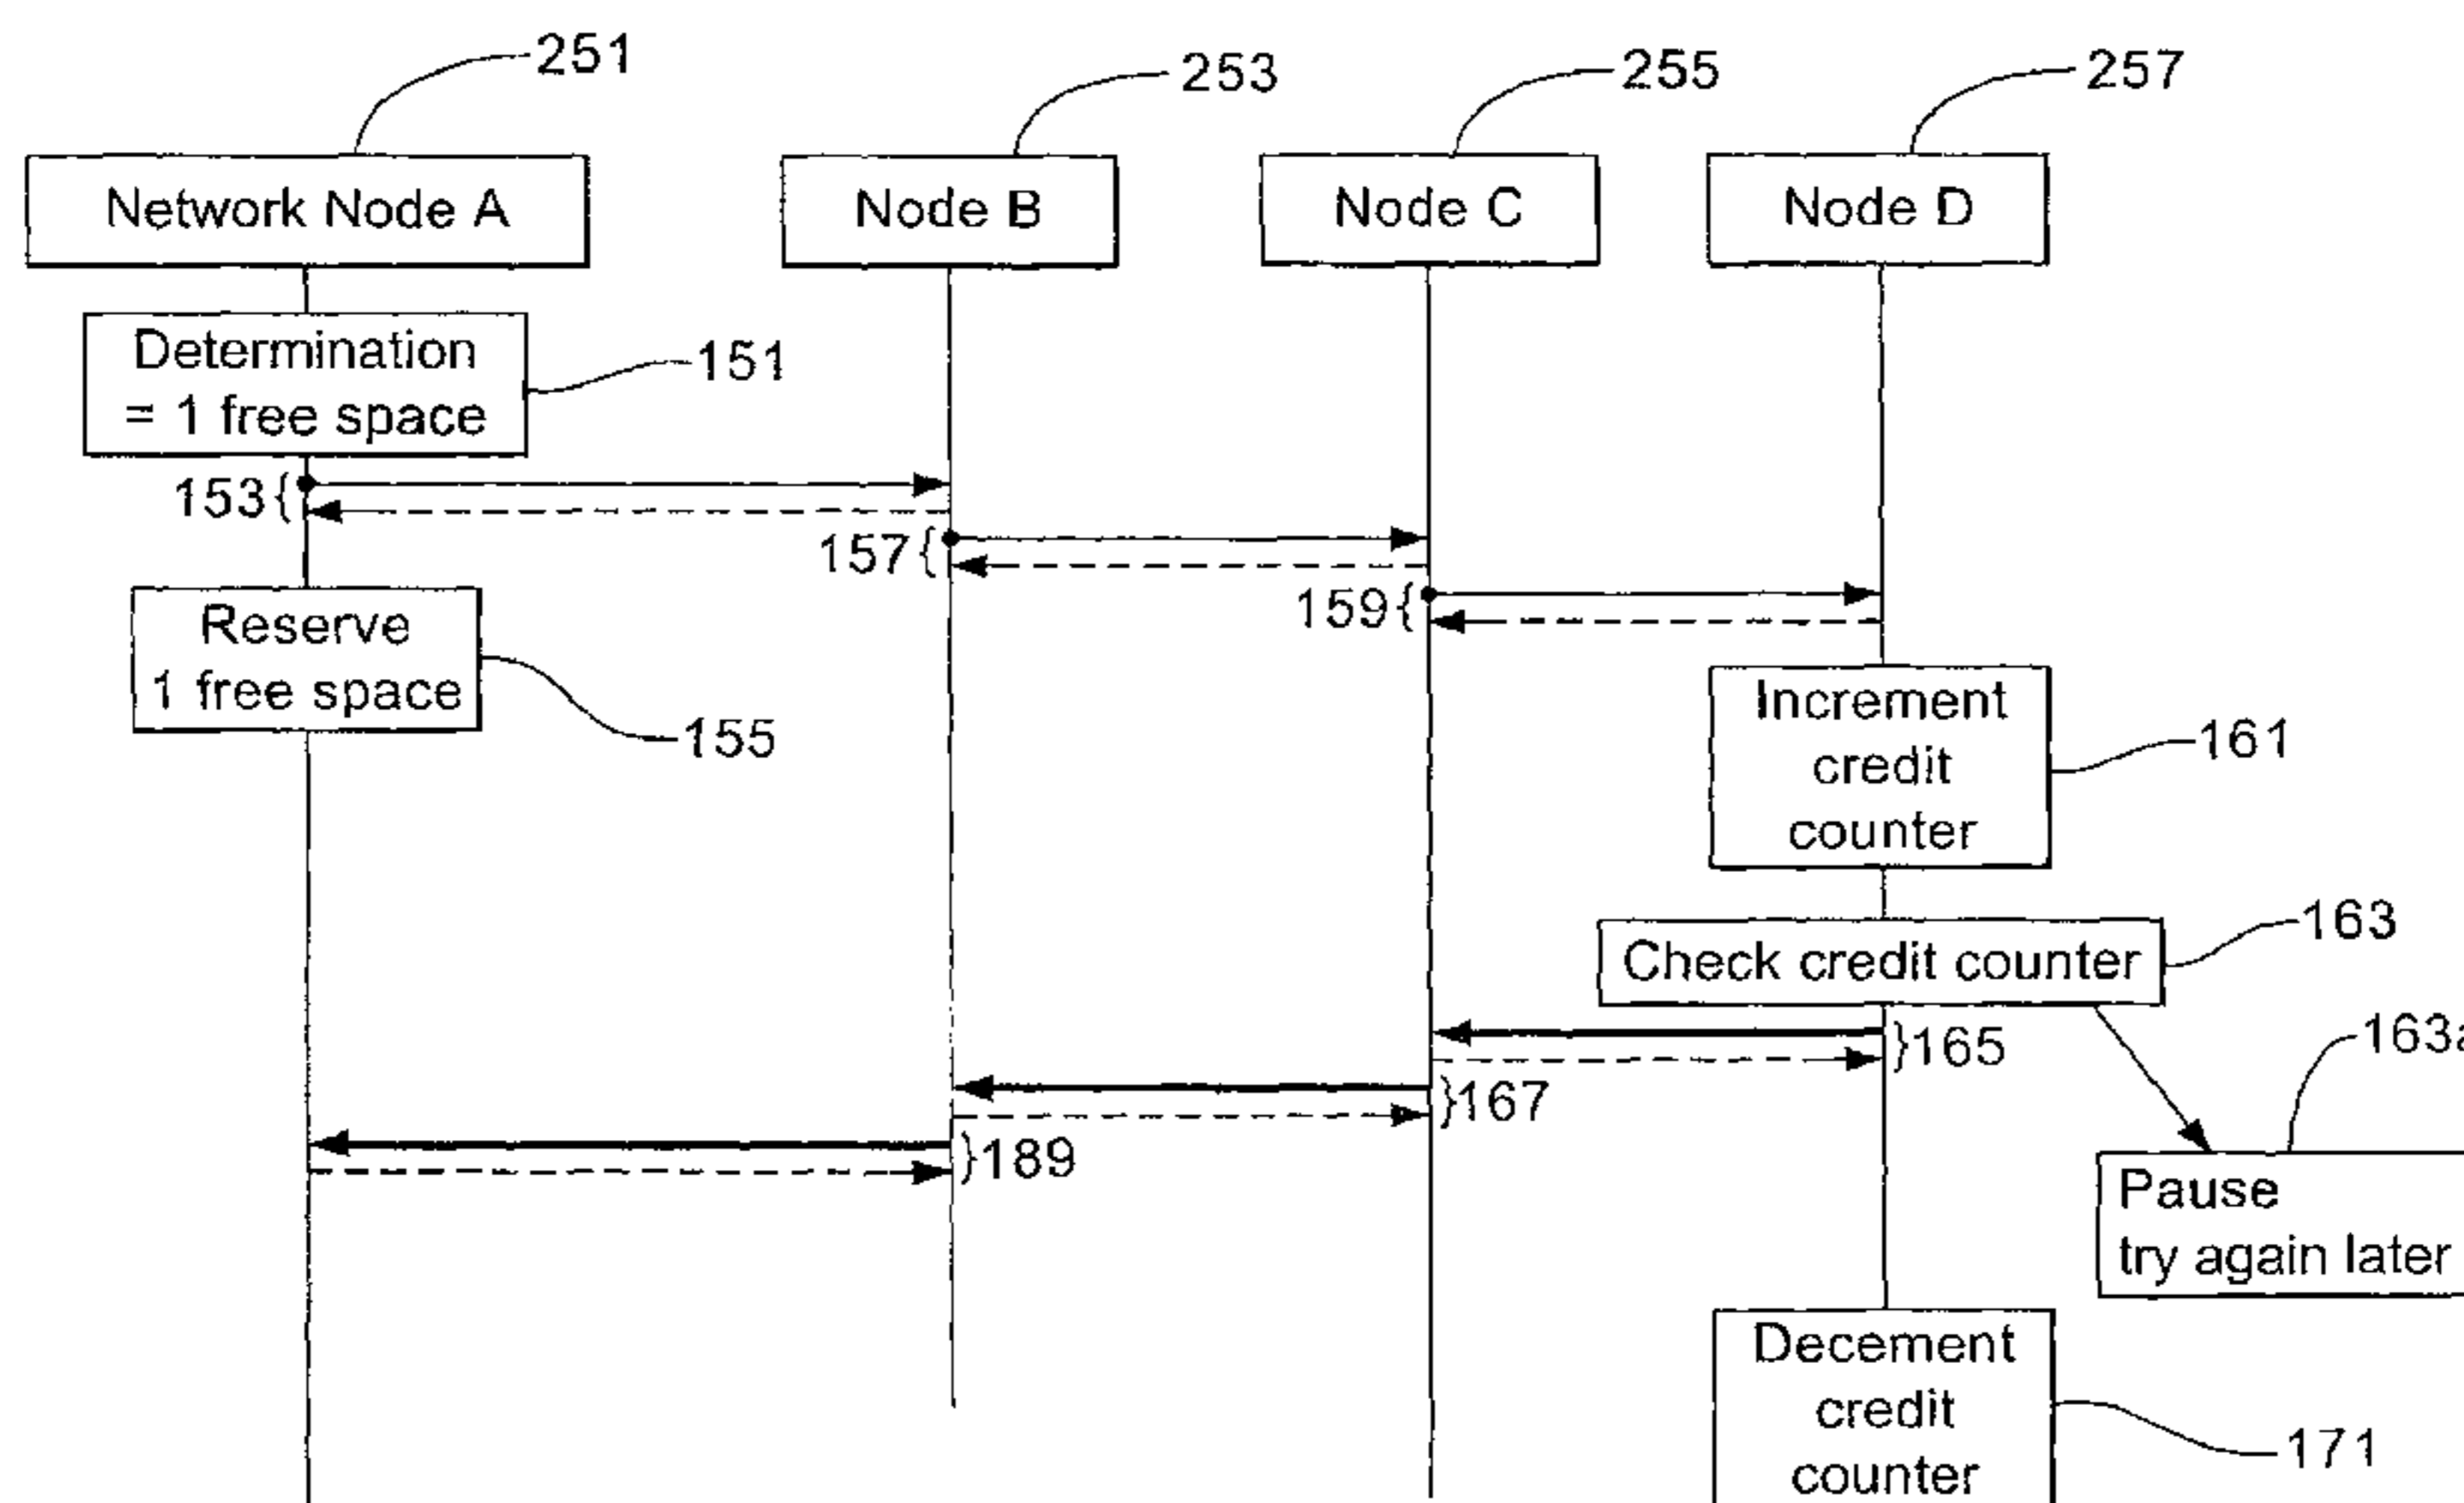 251
253
255
257
Network Node A
Node B
Node C
Node D
Determination
= 1 free space
151
153{
157{
159{
Reserve
1 free space
155
Increment
credit
counter
161
Check credit counter
163
}165
163a
}167
}189
Pause
try again later
Decement
credit
counter
171